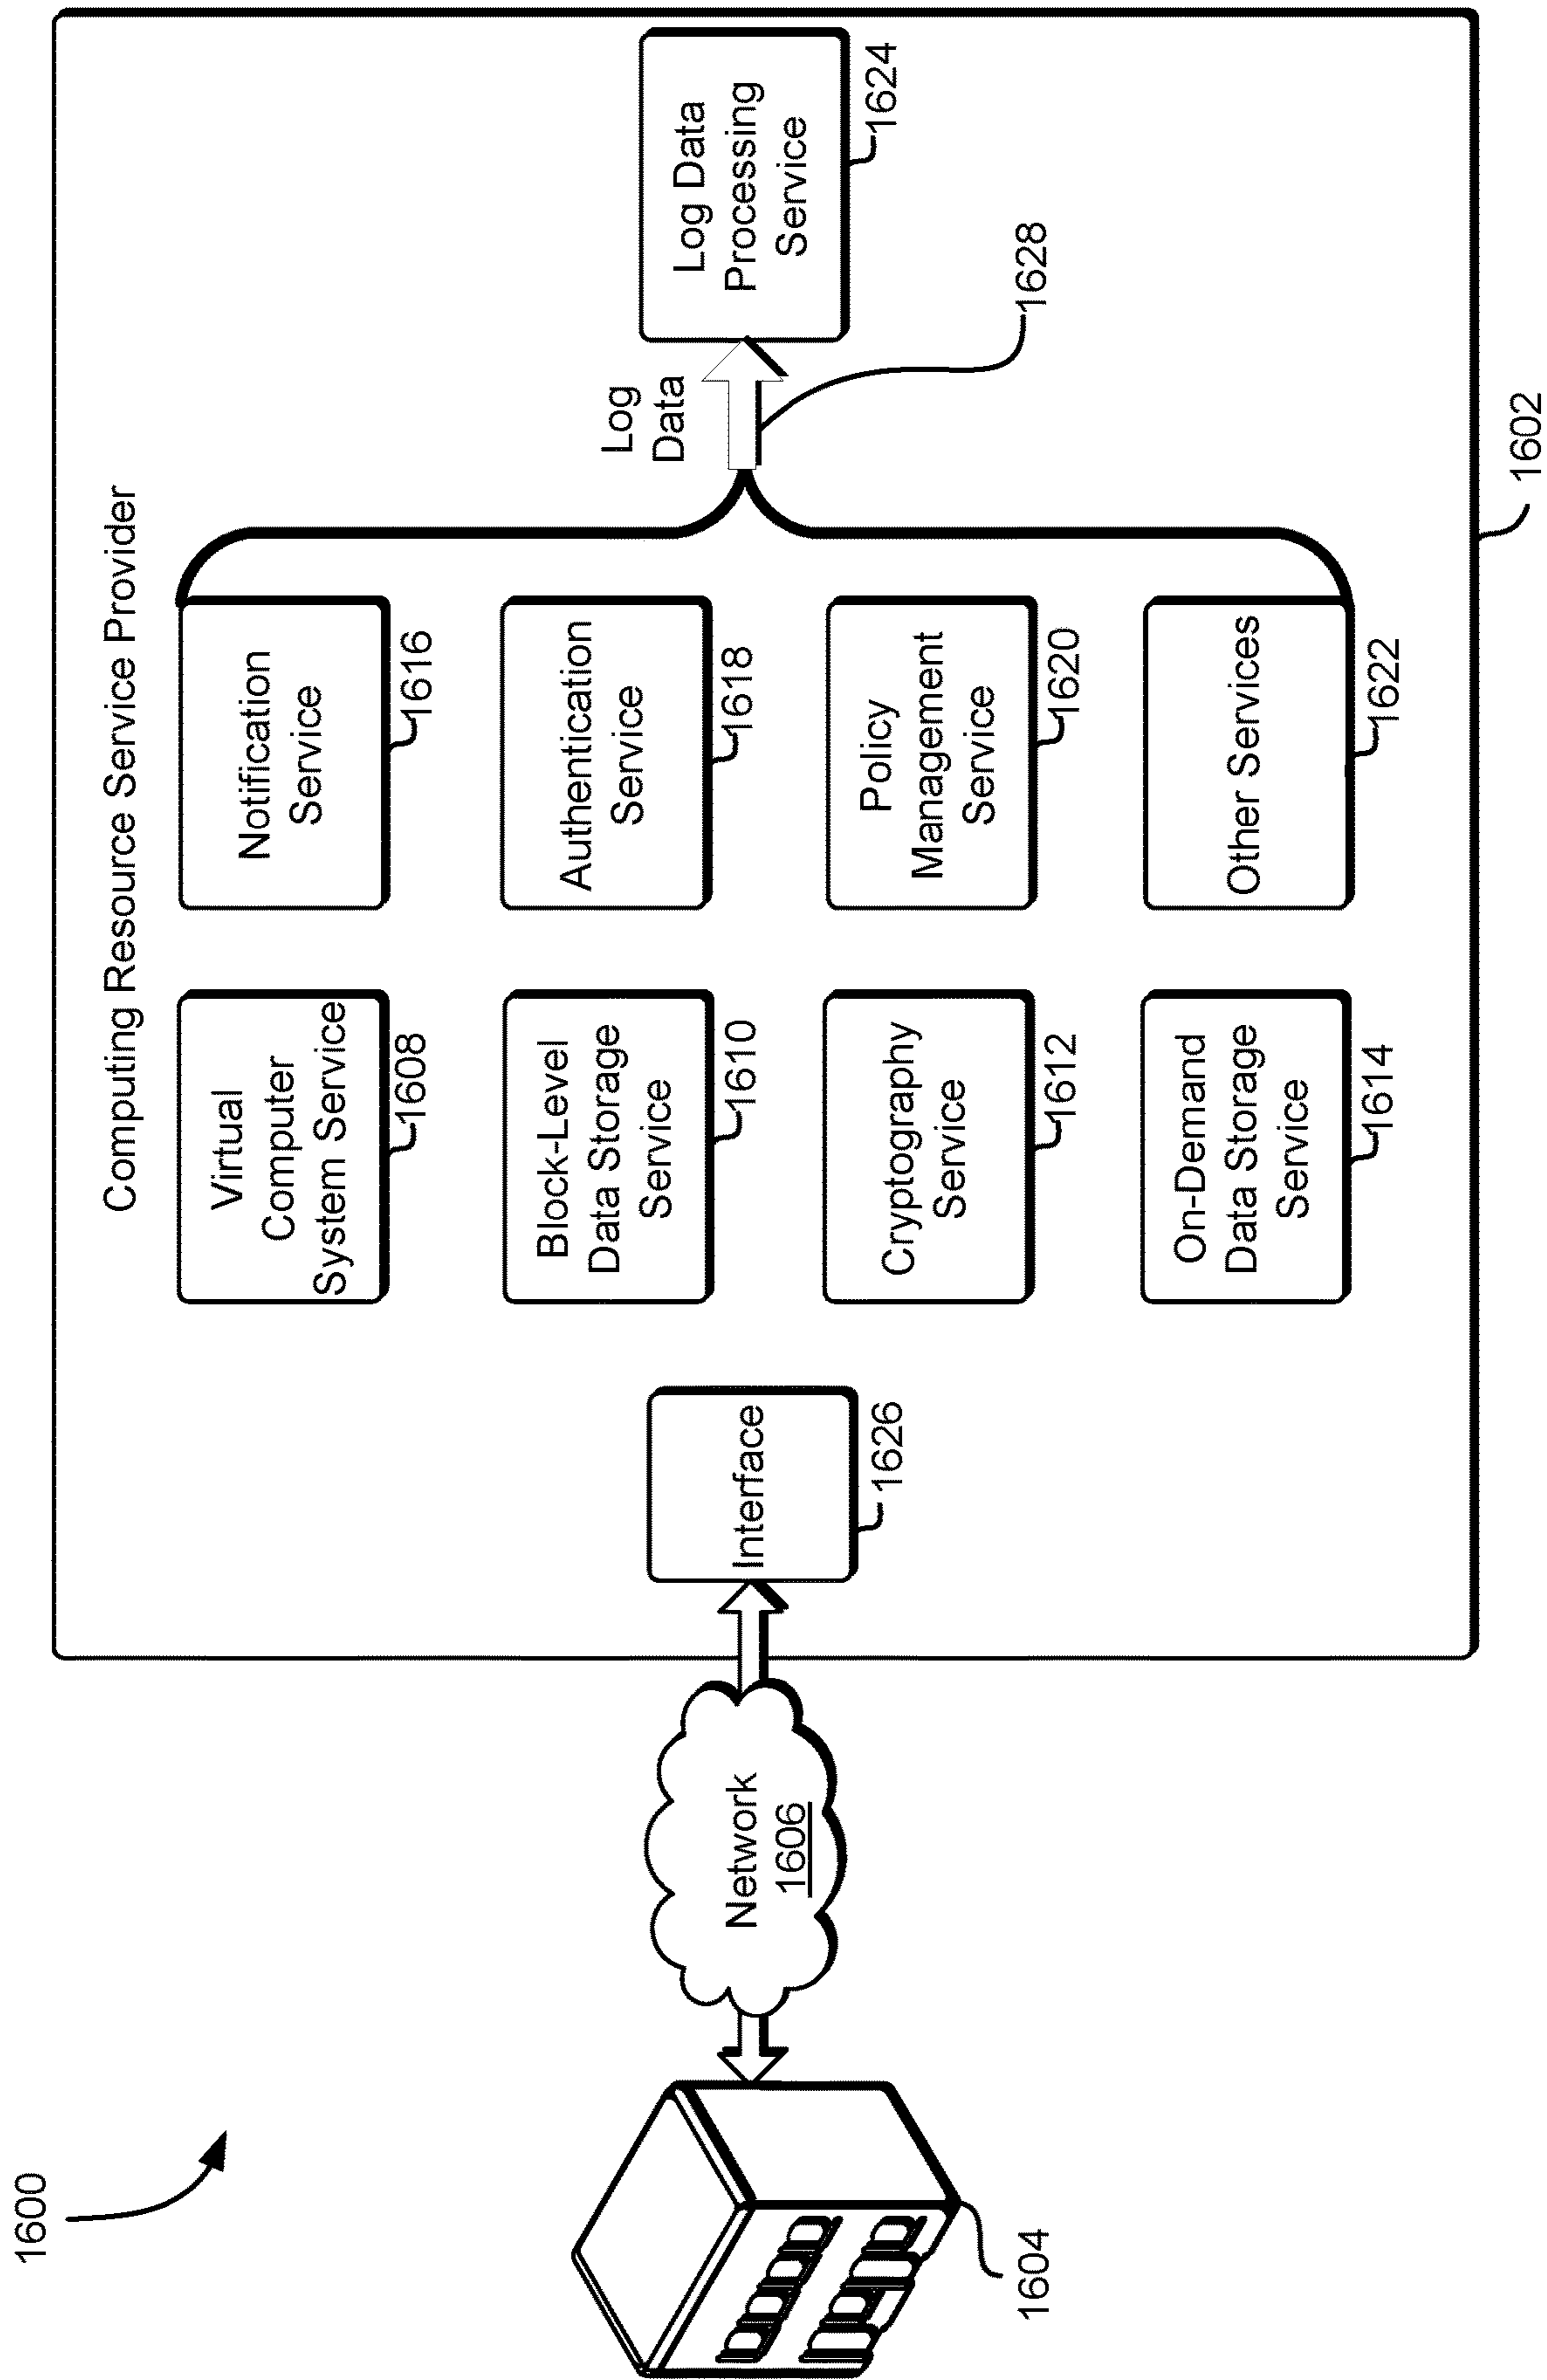 1600
Computing Resource Service Provider
Virtual
Computer
System Service
1608
Notification
Service
1616
Block-Level
Data Storage
Service
1610
Authentication
Service
1618
Log
Data
Log Data
Processing
Service
1624
Interface
1626
Network
1606
Cryptography
Service
1612
Policy
Management
Service
1620
1628
1604
On-Demand
Data Storage
Service
1614
Other Services
1622
1602